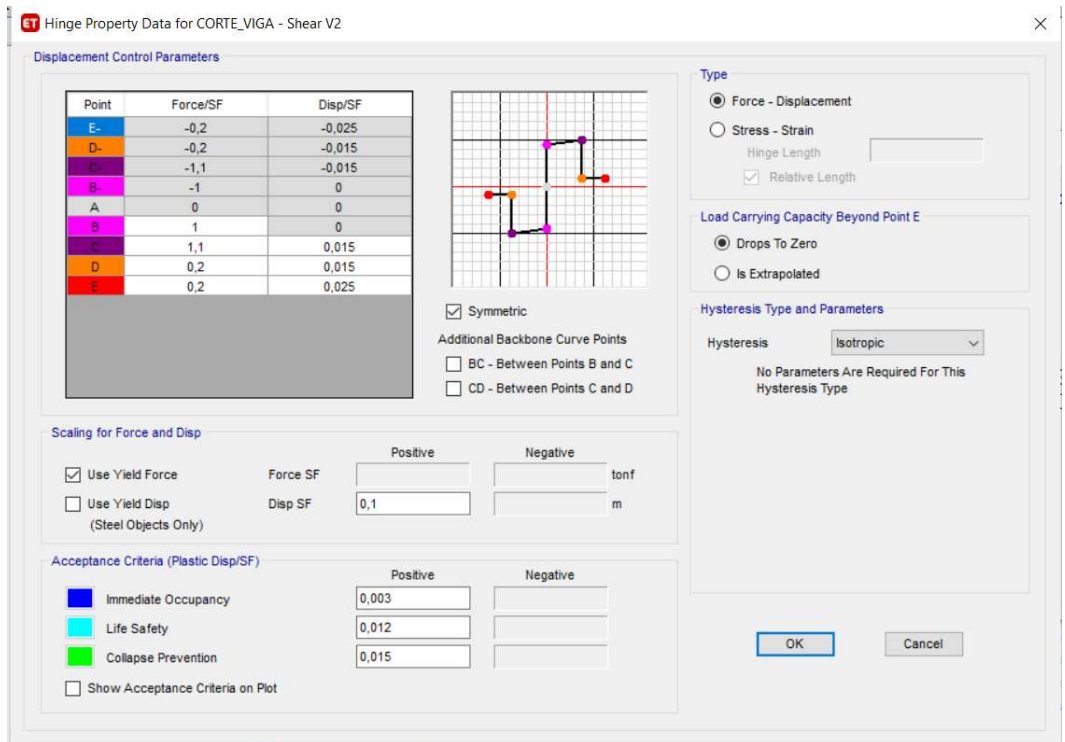 ET Hinge Property Data for CORTE_VIGA - Shear V2
Displacement Control Parameters
Point Force/SF Disp/SF
E- -0,2 -0,025
D- -0,2 -0,015
C- -1,1 -0,015
B- -1 0
A 0 0
B 1 0
C 1,1 0,015
D 0,2 0,015
E 0,2 0,025
Symmetric
Additional Backbone Curve Points
BC - Between Points B and C
CD - Between Points C and D
Type
Force - Displacement
Stress - Strain
Hinge Length
Relative Length
Load Carrying Capacity Beyond Point E
Drops To Zero
Is Extrapolated
Hysteresis Type and Parameters
Hysteresis Isotropic
No Parameters Are Required For This
Hysteresis Type
Scaling for Force and Disp
Positive Negative
Use Yield Force Force SF tonf
Use Yield Disp Disp SF 0,1 m
(Steel Objects Only)
Acceptance Criteria (Plastic Disp/SF)
Positive Negative
Immediate Occupancy 0,003
Life Safety 0,012
Collapse Prevention 0,015
Show Acceptance Criteria on Plot
OK Cancel